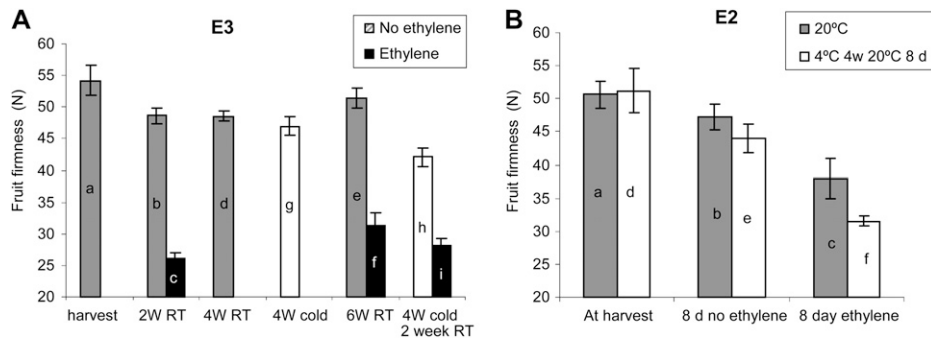 A
E3
No ethylene
Ethylene
Fruit firmness (N)
60
55
50
45
40
35
30
25
20
a
b
c
d
g
e
f
h
i
harvest
2W RT
4W RT
4W cold
6W RT
4W cold
2 week RT
B
E2
20ºC
4ºC 4w 20ºC 8 d
Fruit firmness (N)
60
55
50
45
40
35
30
25
20
a
d
b
e
c
f
At harvest
8 d no ethylene
8 day ethylene